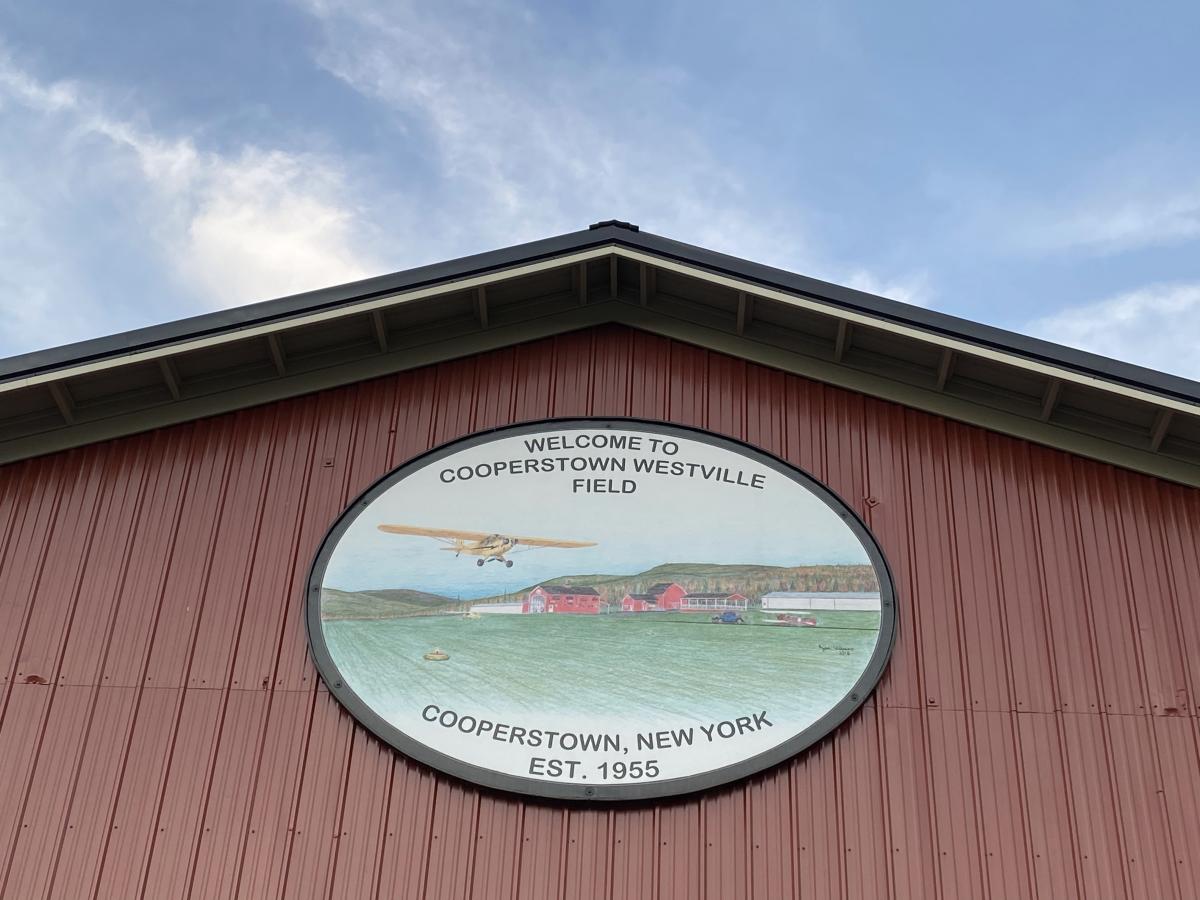 WELCOME TO
COOPERSTOWN WESTVILLE
FIELD
COOPERSTOWN, NEW YORK
EST. 1955